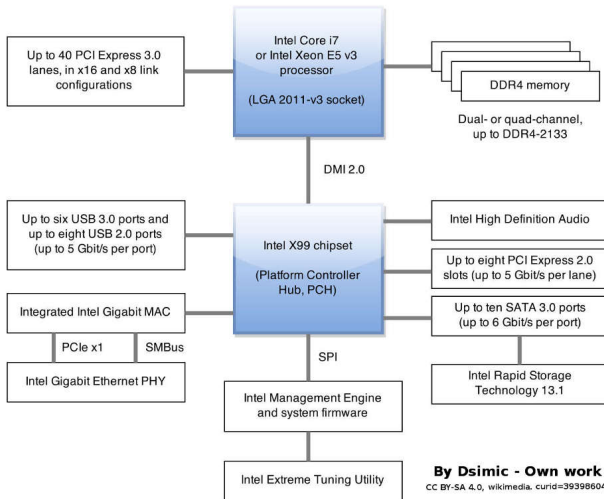 Up to 40 PCI Express 3.0
lanes, in x16 and x8 link
configurations
Intel Core i7
or Intel Xeon E5 v3
processor
(LGA 2011-v3 socket)
DDR4 memory
Dual- or quad-channel,
up to DDR4-2133
DMI 2.0
Up to six USB 3.0 ports and
up to eight USB 2.0 ports
(up to 5 Gbit/s per port)
Intel X99 chipset
(Platform Controller
Hub, PCH)
Intel High Definition Audio
Up to eight PCI Express 2.0
slots (up to 5 Gbit/s per lane)
Integrated Intel Gigabit MAC
Up to ten SATA 3.0 ports
(up to 6 Gbit/s per port)
PCIe x1
SMBus
SPI
Intel Gigabit Ethernet PHY
Intel Rapid Storage
Technology 13.1
Intel Management Engine
and system firmware
Intel Extreme Tuning Utility
By Dsimic - Own work
CC BY-SA 4.0, wikimedia. curid=39398604